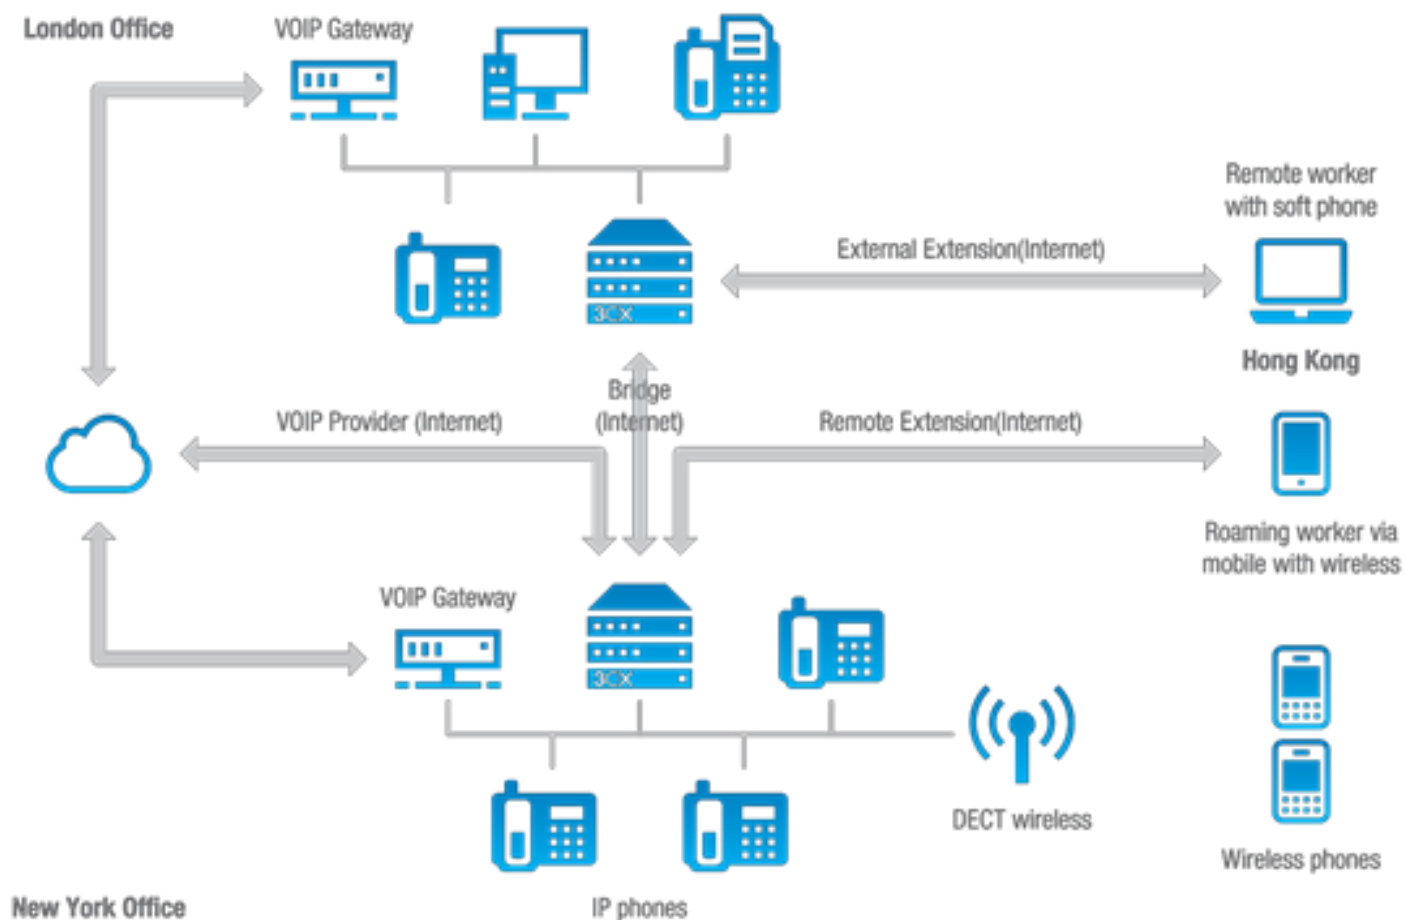 London Office
VOIP Gateway
Remote worker
with soft phone
External Extension(Internet)
3CX
Hong Kong
Bridge
(Internet)
VOIP Provider (Internet)
Remote Extension(Internet)
Roaming worker via
mobile with wireless
VOIP Gateway
3CX
DECT wireless
Wireless phones
New York Office
IP phones